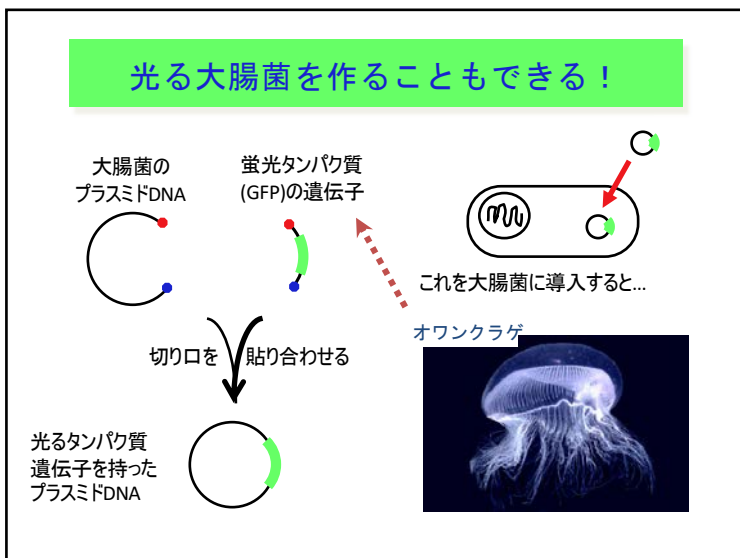 光る大腸菌を作ることもできる！
大腸菌の
プラスミドDNA
蛍光タンパク質
(GFP)の遺伝子
これを大腸菌に導入すると…
オワンクラゲ
切り口を 貼り合わせる
光るタンパク質
遺伝子を持った
プラスミドDNA